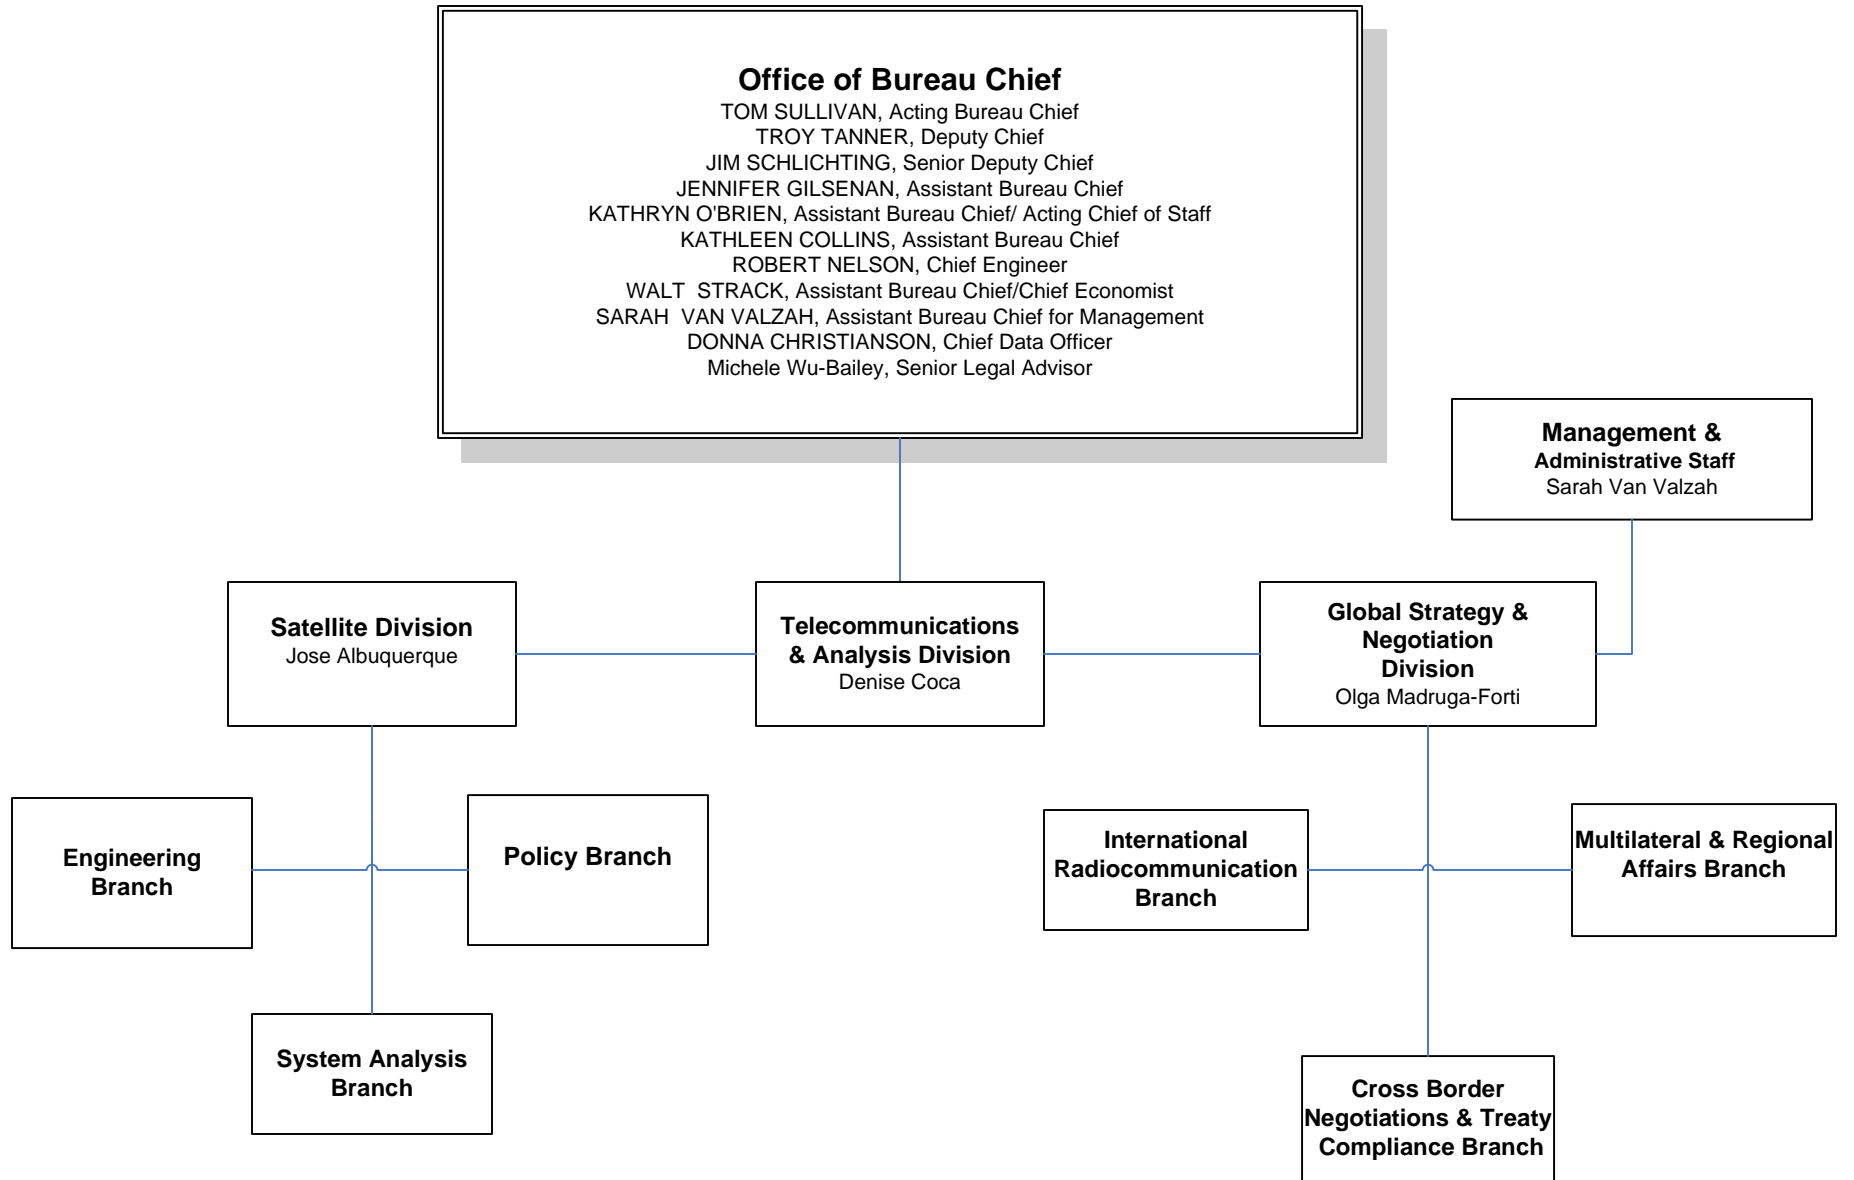 Office of Bureau Chief
TOM SULLIVAN, Acting Bureau Chief
TROY TANNER, Deputy Chief
JIM SCHLICHTING, Senior Deputy Chief
JENNIFER GILSENAN, Assistant Bureau Chief
KATHRYN O'BRIEN, Assistant Bureau Chief/ Acting Chief of Staff
KATHLEEN COLLINS, Assistant Bureau Chief
ROBERT NELSON, Chief Engineer
WALT  STRACK, Assistant Bureau Chief/Chief Economist
SARAH  VAN VALZAH, Assistant Bureau Chief for Management
DONNA CHRISTIANSON, Chief Data Officer
Michele Wu-Bailey, Senior Legal Advisor
Management &
Administrative Staff
Sarah Van Valzah
Satellite Division
Jose Albuquerque
Telecommunications
& Analysis Division
Denise Coca
Global Strategy &
Negotiation
Division
Olga Madruga-Forti
Engineering
Branch
Policy Branch
International
Radiocommunication
Branch
Multilateral & Regional
Affairs Branch
System Analysis
Branch
Cross Border
Negotiations & Treaty
Compliance Branch